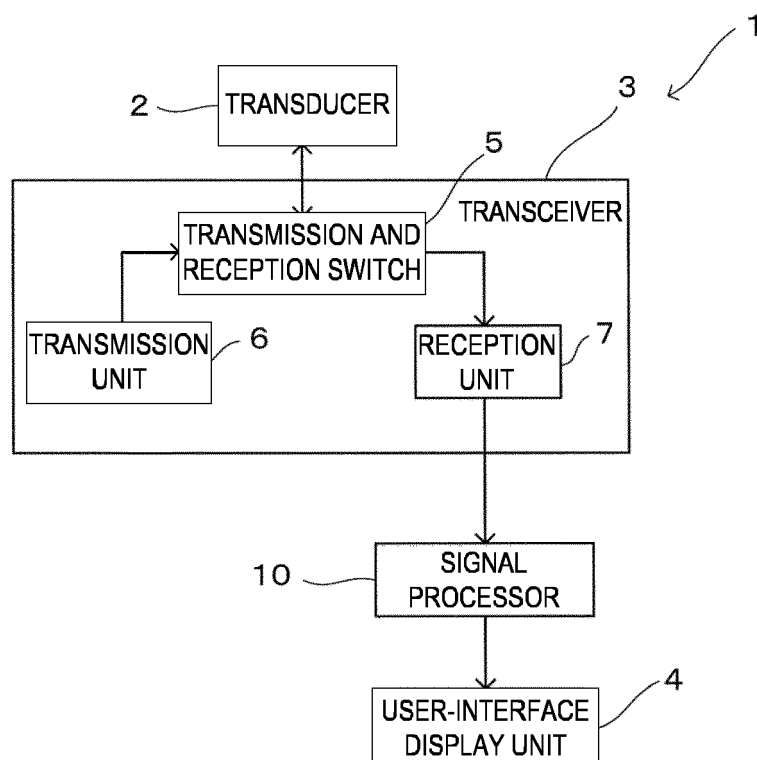 1
2
TRANSDUCER
3
5
TRANSCEIVER
TRANSMISSION AND
RECEPTION SWITCH
TRANSMISSION
UNIT
6
RECEPTION
UNIT
7
10
SIGNAL
PROCESSOR
USER-INTERFACE
DISPLAY UNIT
4